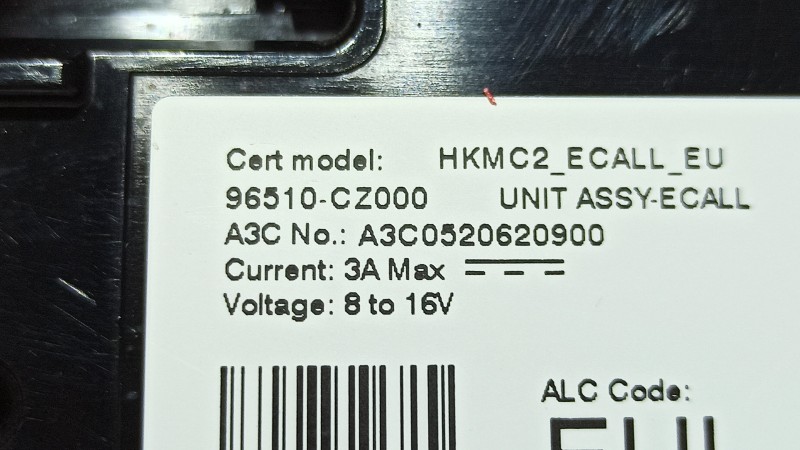 Cert model: HKMC2_ECALL_EU
96510-CZ000 UNIT ASSY-ECALL
A3C No.: A3C0520620900
Current: 3A Max
Voltage: 8 to 16V
ALC Code: